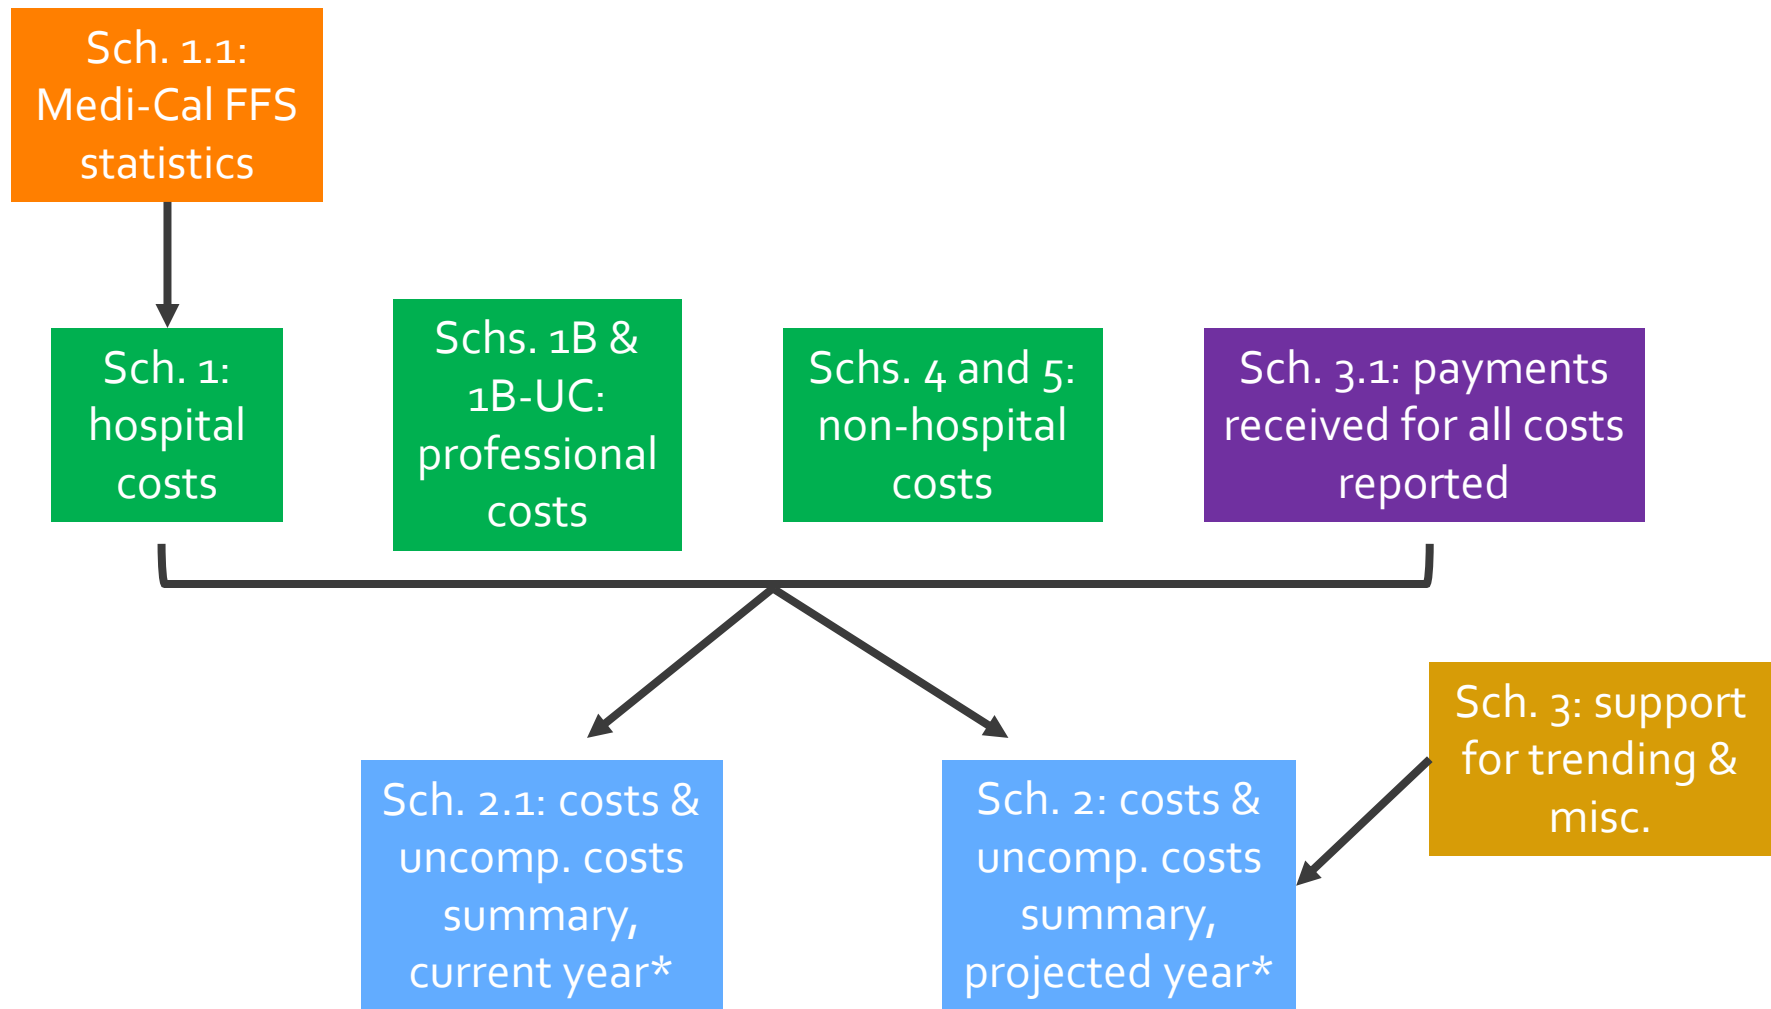 Sch. 1.1:
Medi-Cal FFS
statistics
Sch. 1:
hospital
costs
Schs. 1B &
1B-UC:
professional
costs
Schs. 4 and 5:
non-hospital
costs
Sch. 3.1: payments
received for all costs
reported
Sch. 3: support
for trending &
misc.
Sch. 2.1: costs &
uncomp. costs
summary,
current year*
Sch. 2: costs &
uncomp. costs
summary,
projected year*